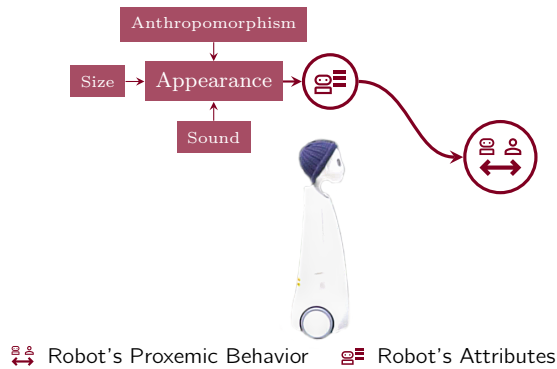 Anthropomorphism
Size
Appearance
Sound
Robot's Proxemic Behavior
Robot's Attributes